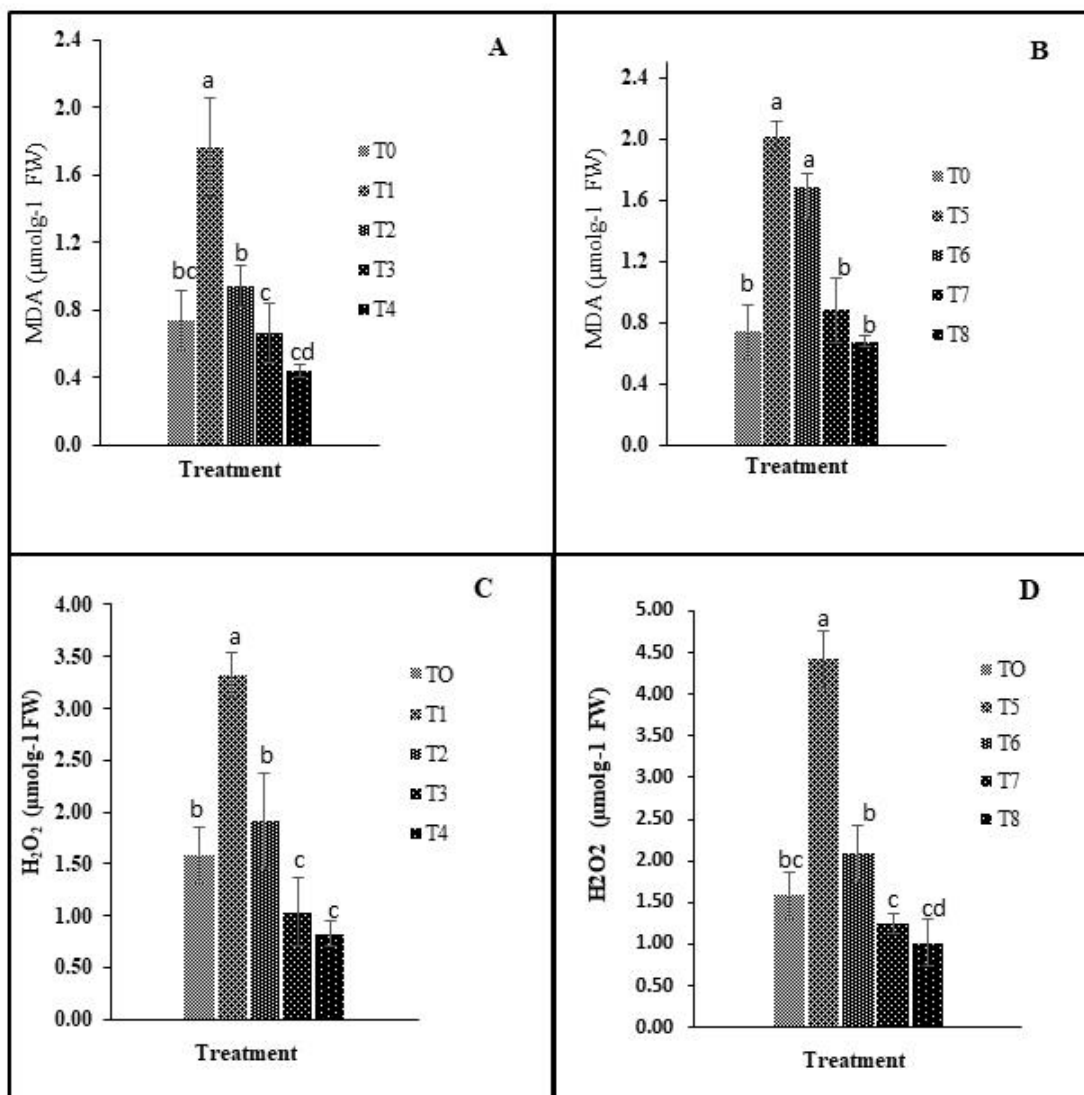 A
MDA (µmolg-1 FW)
2.4
2.0
1.6
1.2
0.8
0.4
0.0
bc
a
b
c
cd
Treatment
T0
T1
T2
T3
T4
B
MDA (µmolg-1 FW)
2.4
2.0
1.6
1.2
0.8
0.4
0.0
b
a
a
b
b
Treatment
T0
T5
T6
T7
T8
C
H₂O₂ (µmolg-1 FW)
4.00
3.50
3.00
2.50
2.00
1.50
1.00
0.50
0.00
b
a
b
c
c
Treatment
TO
T1
T2
T3
T4
D
H2O2 (µmolg-1 FW)
5.00
4.50
4.00
3.50
3.00
2.50
2.00
1.50
1.00
0.50
0.00
bc
a
b
c
cd
Treatment
TO
T5
T6
T7
T8